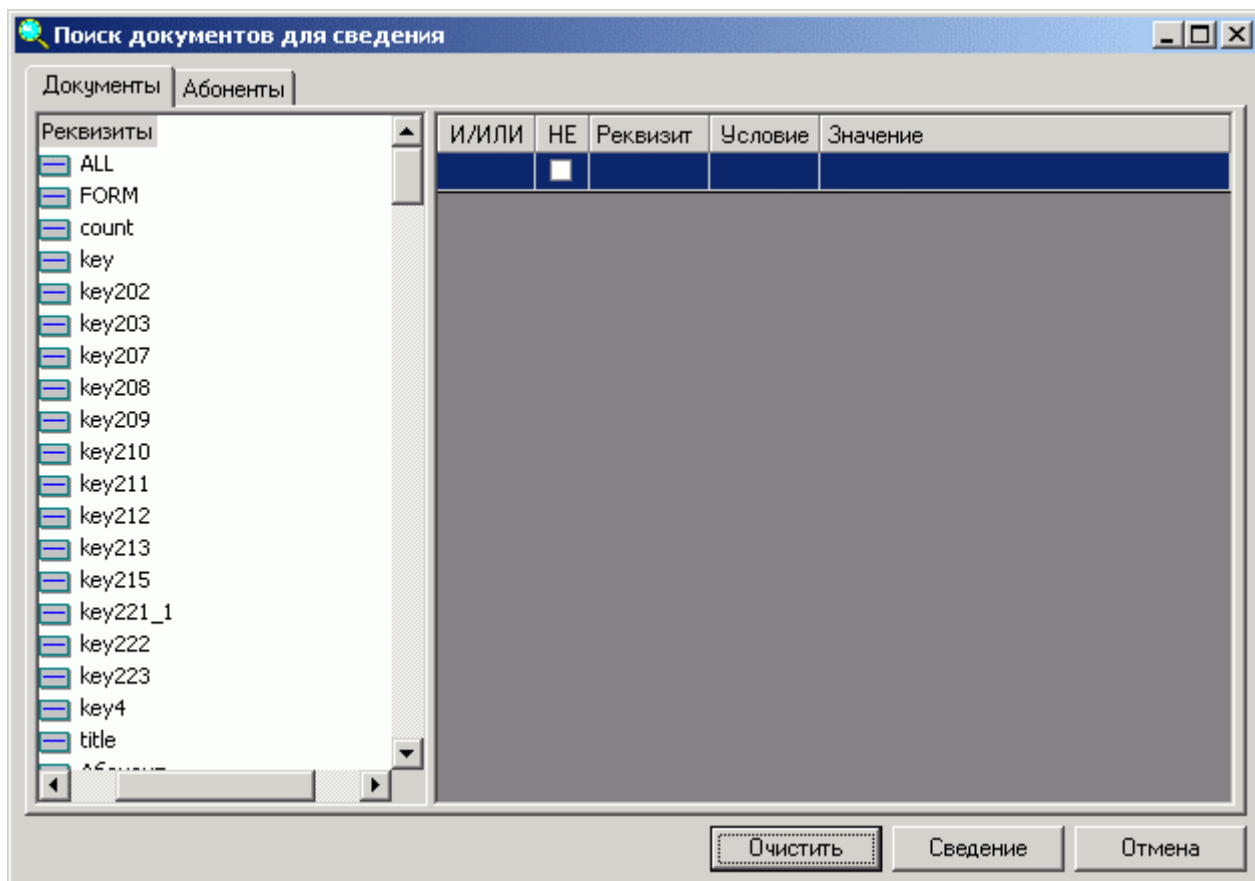 Поиск документов для сведения
Документы Абоненты
Реквизиты
ALL
FORM
count
key
key202
key203
key207
key208
key209
key210
key211
key212
key213
key215
key221_1
key222
key223
key4
title
И/ИЛИ НЕ Реквизит Условие Значение
Очистить Сведение Отмена